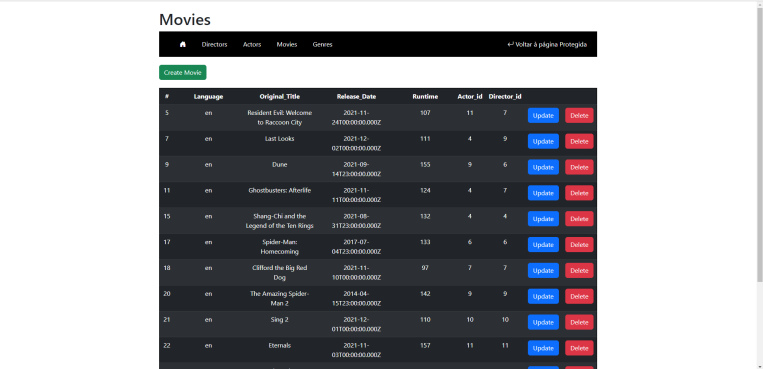 Movies
Directors Actors Movies Genres Voltar à página Protegida
Create Movie
# Language Original_Title Release_Date Runtime Actor_id Director_id
5 en Resident Evil: Welcome to Raccoon City 2021-11-24T00:00:00.000Z 107 11 7 Update Delete
7 en Last Looks 2021-12-02T00:00:00.000Z 111 4 9 Update Delete
9 en Dune 2021-09-14T23:00:00.000Z 155 9 6 Update Delete
11 en Ghostbusters: Afterlife 2021-11-11T00:00:00.000Z 124 4 7 Update Delete
15 en Shang-Chi and the Legend of the Ten Rings 2021-08-31T23:00:00.000Z 132 4 4 Update Delete
17 en Spider-Man: Homecoming 2017-07-04T23:00:00.000Z 133 6 6 Update Delete
18 en Clifford the Big Red Dog 2021-11-10T00:00:00.000Z 97 7 7 Update Delete
20 en The Amazing Spider-Man 2 2014-04-15T23:00:00.000Z 142 9 9 Update Delete
21 en Sing 2 2021-12-01T00:00:00.000Z 110 10 10 Update Delete
22 en Eternals 2021-11-03T00:00:00.000Z 157 11 11 Update Delete